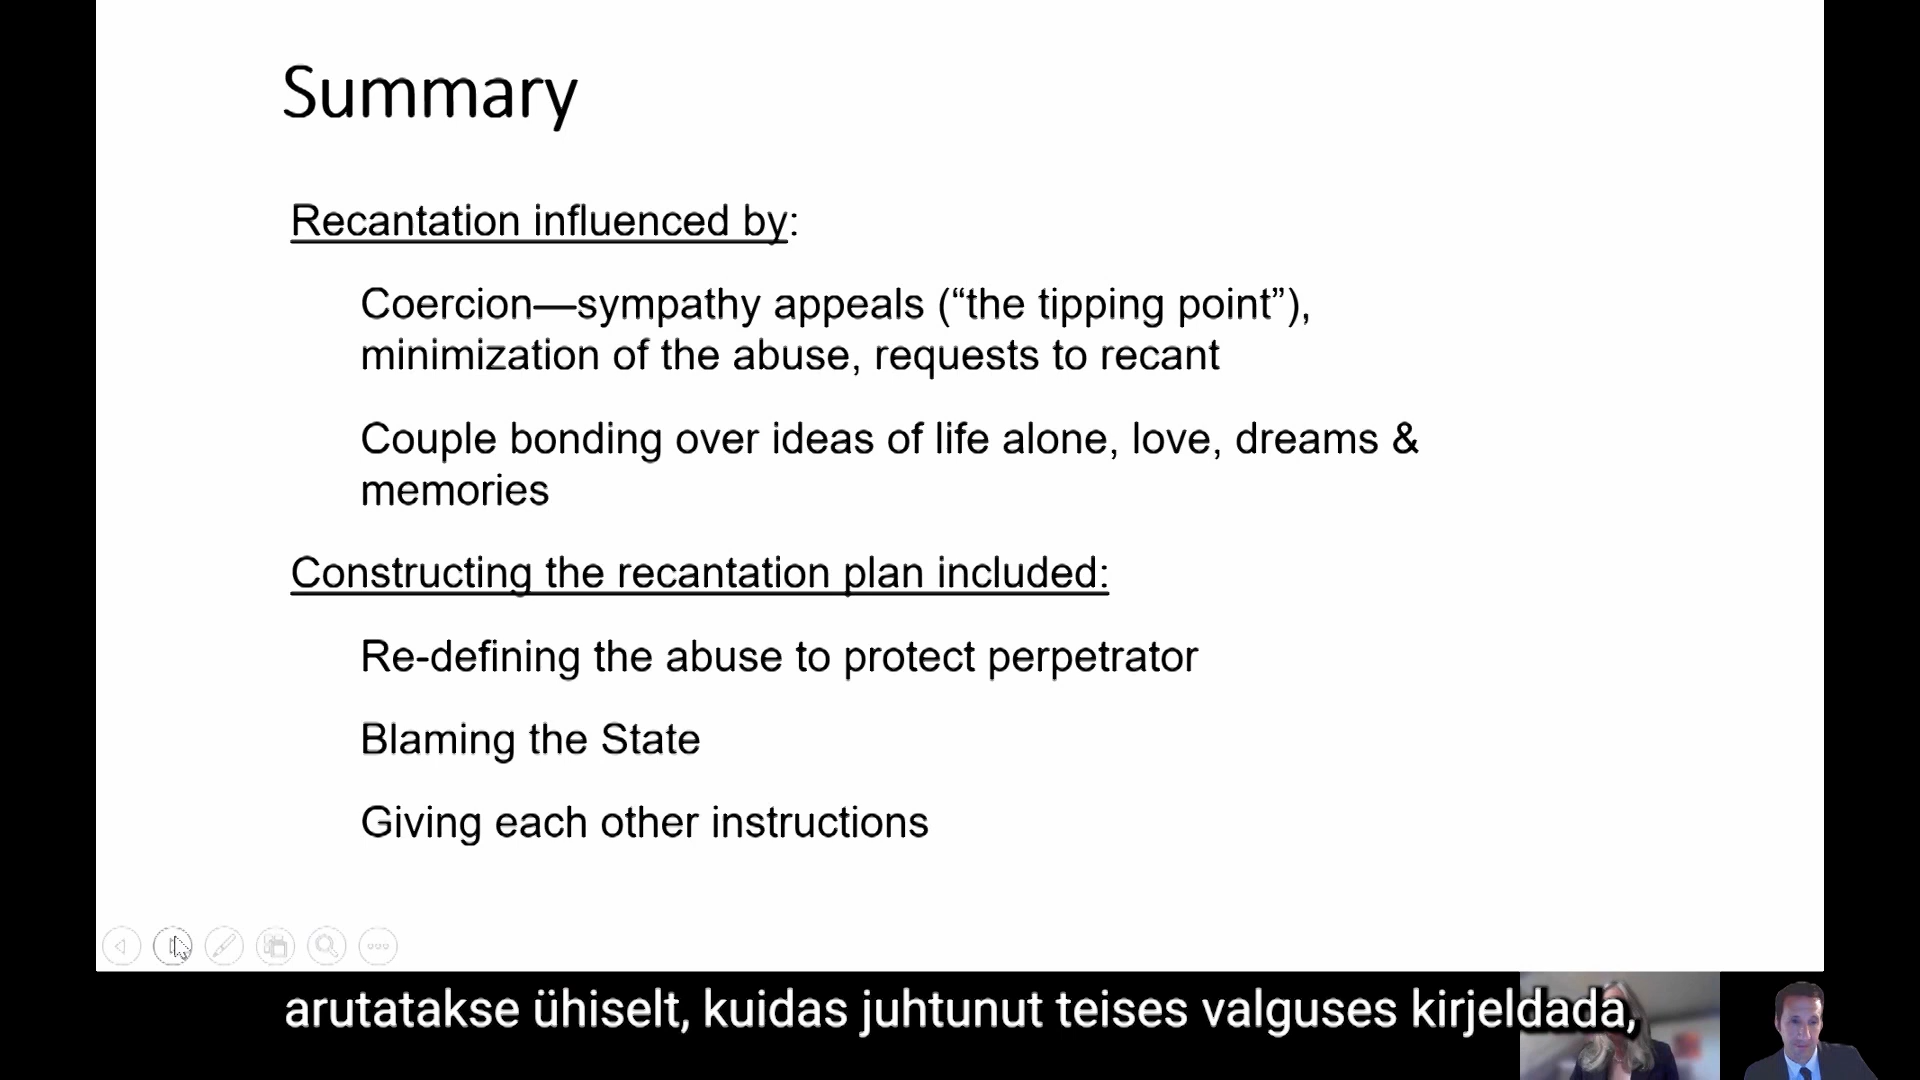 Summary
Recantation influenced by:
Coercion—sympathy appeals (“the tipping point”),
minimization of the abuse, requests to recant
Couple bonding over ideas of life alone, love, dreams &
memories
Constructing the recantation plan included:
Re-defining the abuse to protect perpetrator
Blaming the State
Giving each other instructions
arutatakse ühiselt, kuidas juhtunut teises valguses kirjeldada,